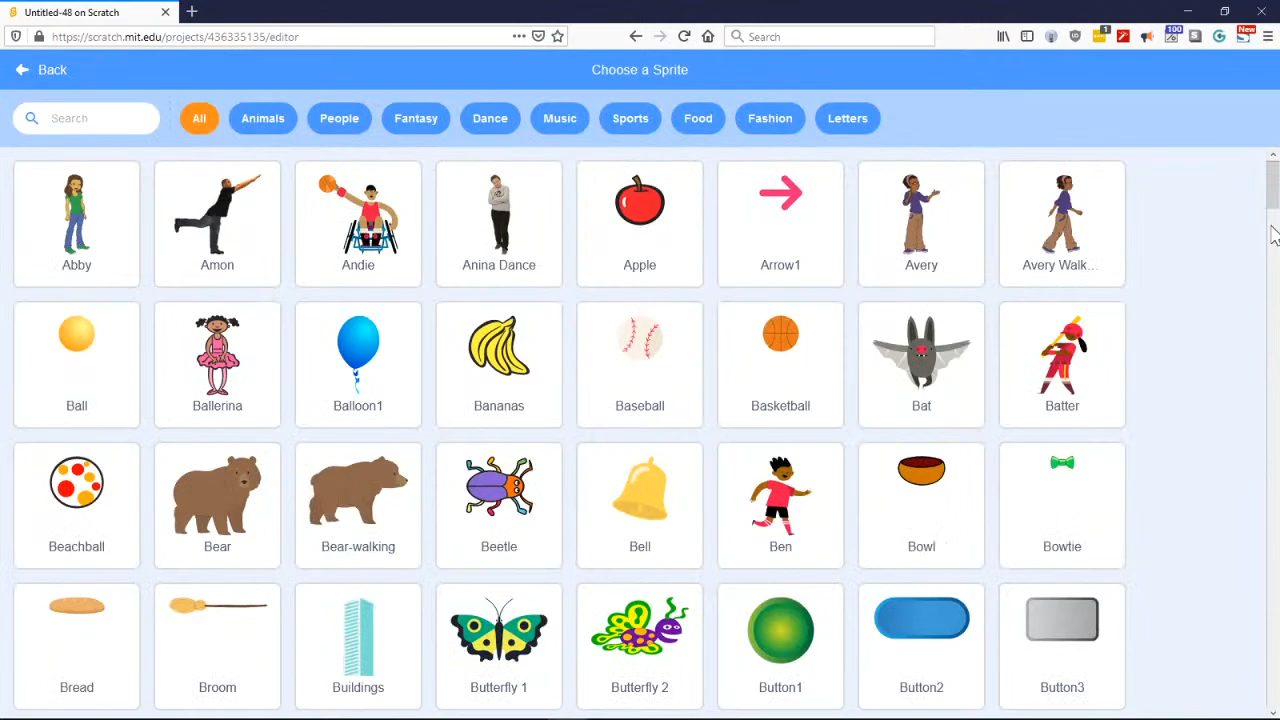 Untitled-48 on Scratch
https://scratch.mit.edu/projects/436335135/editor
Search
1
100
New
Back
Choose a Sprite
Search
All
Animals
People
Fantasy
Dance
Music
Sports
Food
Fashion
Letters
Abby
Amon
Andie
Anina Dance
Apple
Arrow1
Avery
Avery Walk...
Ball
Ballerina
Balloon1
Bananas
Baseball
Basketball
Bat
Batter
Beachball
Bear
Bear-walking
Beetle
Bell
Ben
Bowl
Bowtie
Bread
Broom
Buildings
Butterfly 1
Butterfly 2
Button1
Button2
Button3